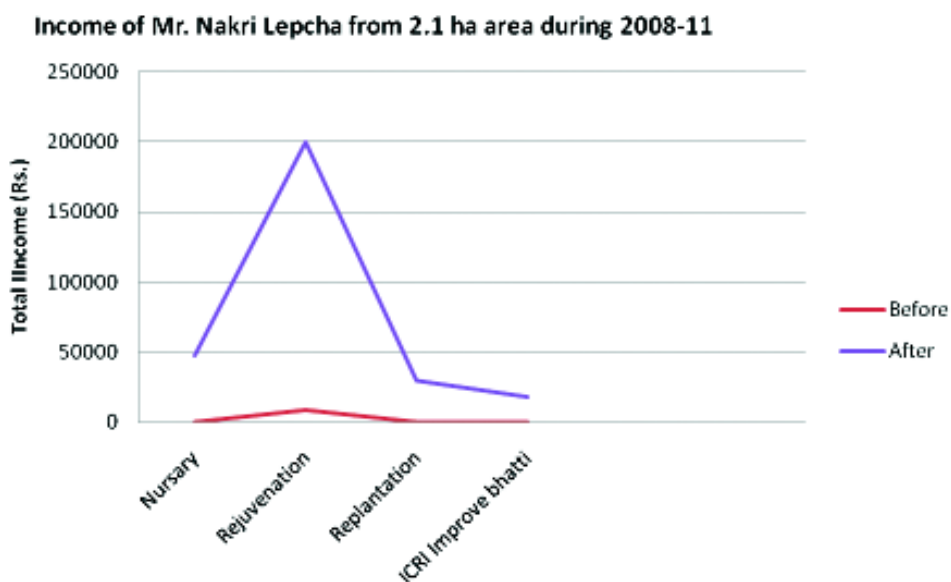 Income of Mr. Nakri Lepcha from 2.1 ha area during 2008-11
Total IIncome (Rs.)
250000
200000
150000
100000
50000
0
Nursary
Rejuvenation
Replantation
ICRI Improve bhatti
Before
After